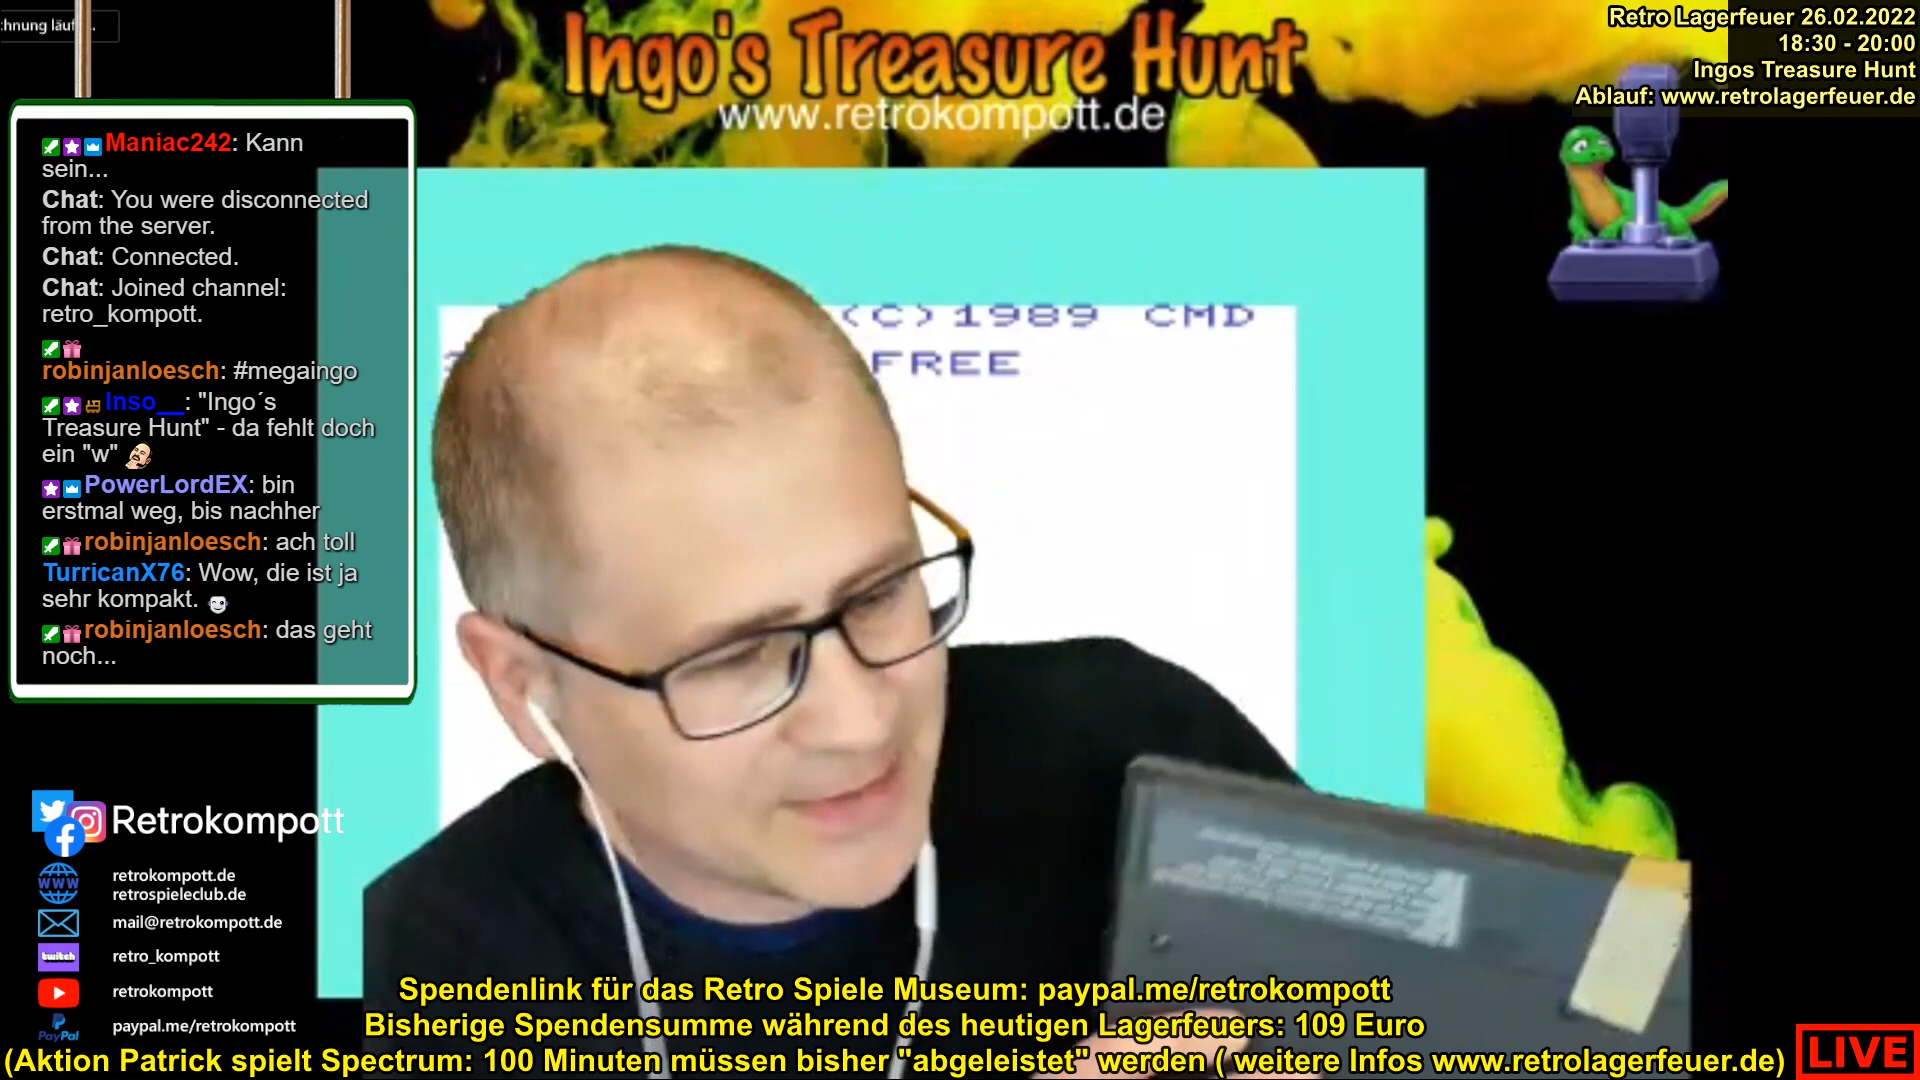 chnung läuf...
Ingo's Treasure Hunt
www.retrokompott.de
Retro Lagerfeuer 26.02.2022
18:30 - 20:00
Ingos Treasure Hunt
Ablauf: www.retrolagerfeuer.de
Maniac242: Kann
sein...
Chat: You were disconnected
from the server.
Chat: Connected.
Chat: Joined channel:
retro_kompott.
robinjanloesch: #megaingo
Inso__: "Ingo´s
Treasure Hunt" - da fehlt doch
ein "w"
PowerLordEX: bin
erstmal weg, bis nachher
robinjanloesch: ach toll
TurricanX76: Wow, die ist ja
sehr kompakt.
robinjanloesch: das geht
noch...
(C)1989 CMD
FREE
Retrokompott
www
retrokompott.de
retrospieleclub.de
mail@retrokompott.de
twitch
retro_kompott
retrokompott
PayPal
paypal.me/retrokompott
Spendenlink für das Retro Spiele Museum: paypal.me/retrokompott
Bisherige Spendensumme während des heutigen Lagerfeuers: 109 Euro
(Aktion Patrick spielt Spectrum: 100 Minuten müssen bisher "abgeleistet" werden ( weitere Infos www.retrolagerfeuer.de)
LIVE